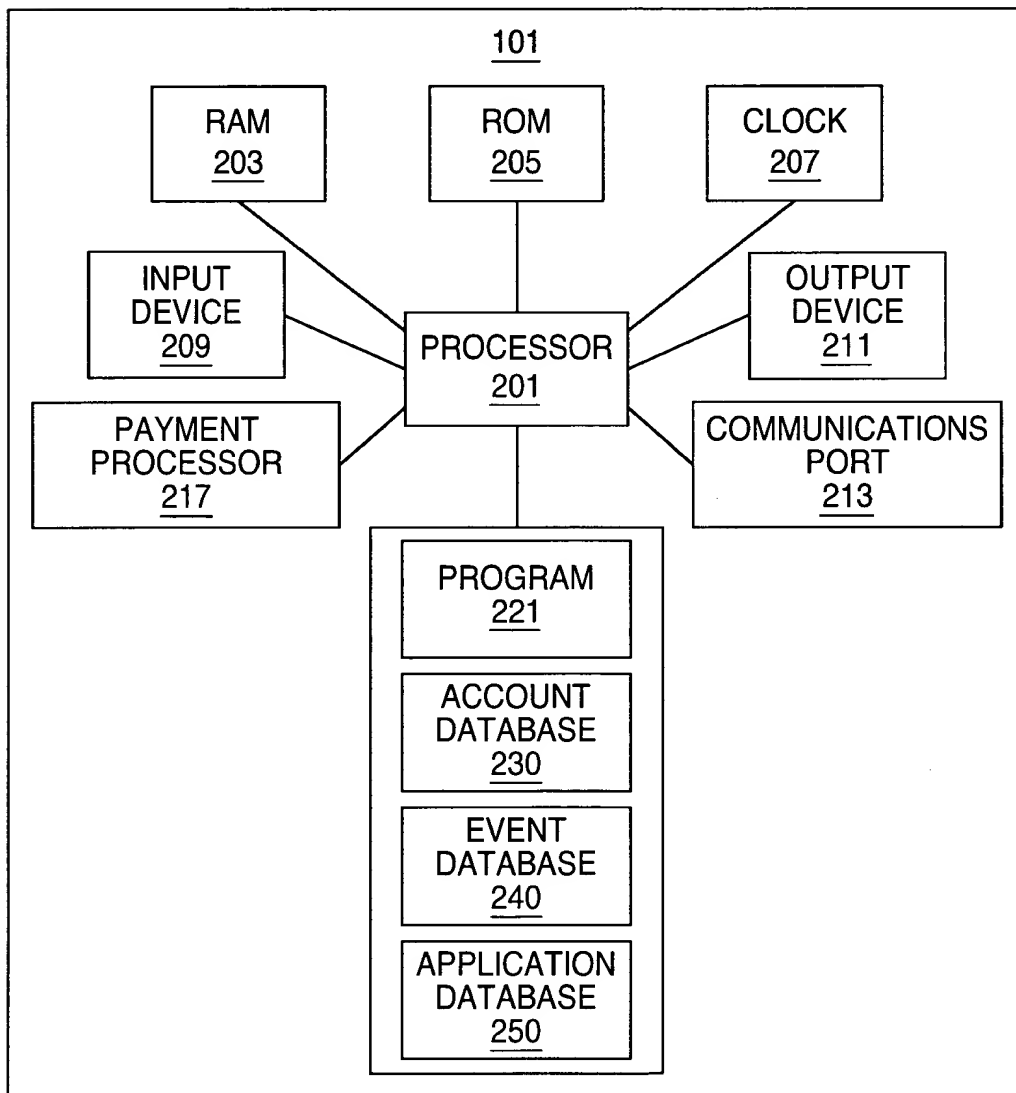 101
RAM
203
ROM
205
CLOCK
207
INPUT
DEVICE
209
PROCESSOR
201
OUTPUT
DEVICE
211
PAYMENT
PROCESSOR
217
COMMUNICATIONS
PORT
213
PROGRAM
221
ACCOUNT
DATABASE
230
EVENT
DATABASE
240
APPLICATION
DATABASE
250